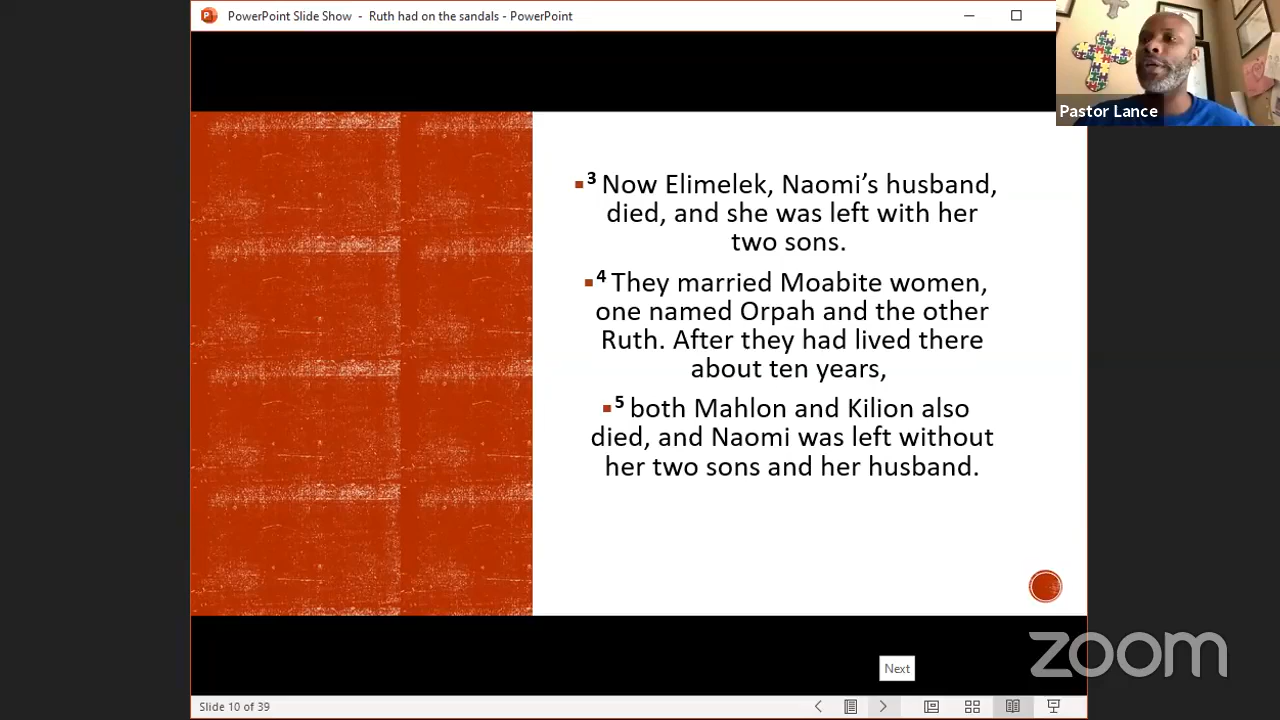 PowerPoint Slide Show - Ruth had on the sandals - PowerPoint
Pastor Lance
3 Now Elimelek, Naomi’s husband,
died, and she was left with her
two sons.
4 They married Moabite women,
one named Orpah and the other
Ruth. After they had lived there
about ten years,
5 both Mahlon and Kilion also
died, and Naomi was left without
her two sons and her husband.
zoom
Next
Slide 10 of 39